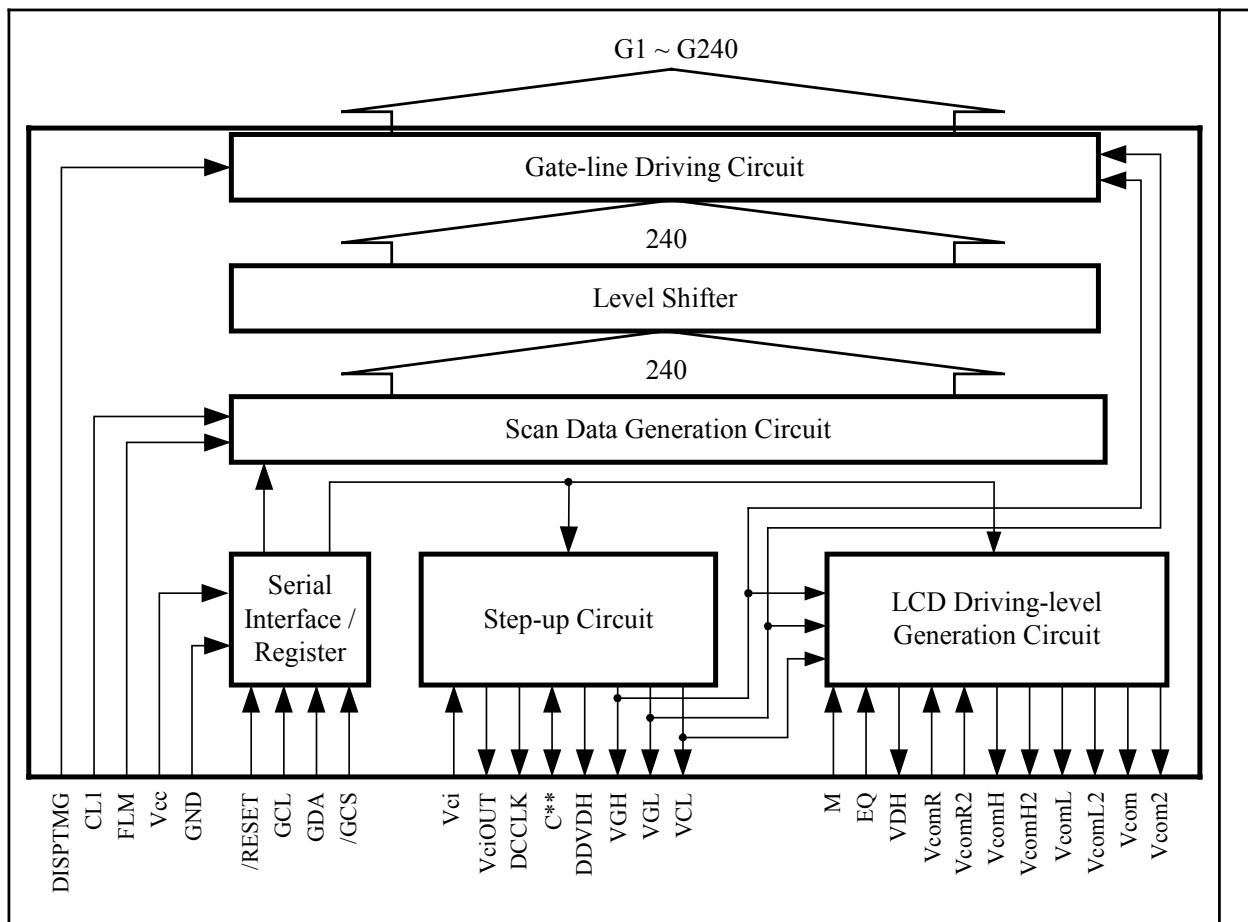 G1 ~ G240
Gate-line Driving Circuit
240
Level Shifter
240
Scan Data Generation Circuit
Serial
Interface /
Register
Step-up Circuit
LCD Driving-level
Generation Circuit
DISPTMG
CL1
FLM
Vcc
GND
/RESET
GCL
GDA
/GCS
Vci
VciOUT
DCCLK
C**
DDVDH
VGH
VGL
VCL
M
EQ
VDH
VcomR
VcomR2
VcomH
VcomH2
VcomL
VcomL2
Vcom
Vcom2